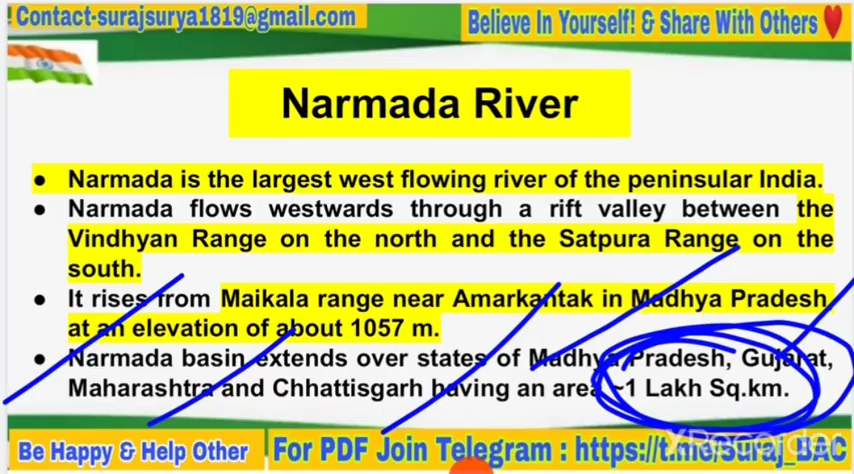 Contact-surajsurya1819@gmail.com
Believe In Yourself! & Share With Others
Narmada River
● Narmada is the largest west flowing river of the peninsular India.
● Narmada flows westwards through a rift valley between the
Vindhyan Range on the north and the Satpura Range on the
south.
● It rises from Maikala range near Amarkantak in Madhya Pradesh
at an elevation of about 1057 m.
● Narmada basin extends over states of Madhya Pradesh, Gujarat,
Maharashtra and Chhattisgarh having an area ~1 Lakh Sq.km.
Be Happy & Help Other
For PDF Join Telegram : https://t.me/suraj_BAC
XRecorder